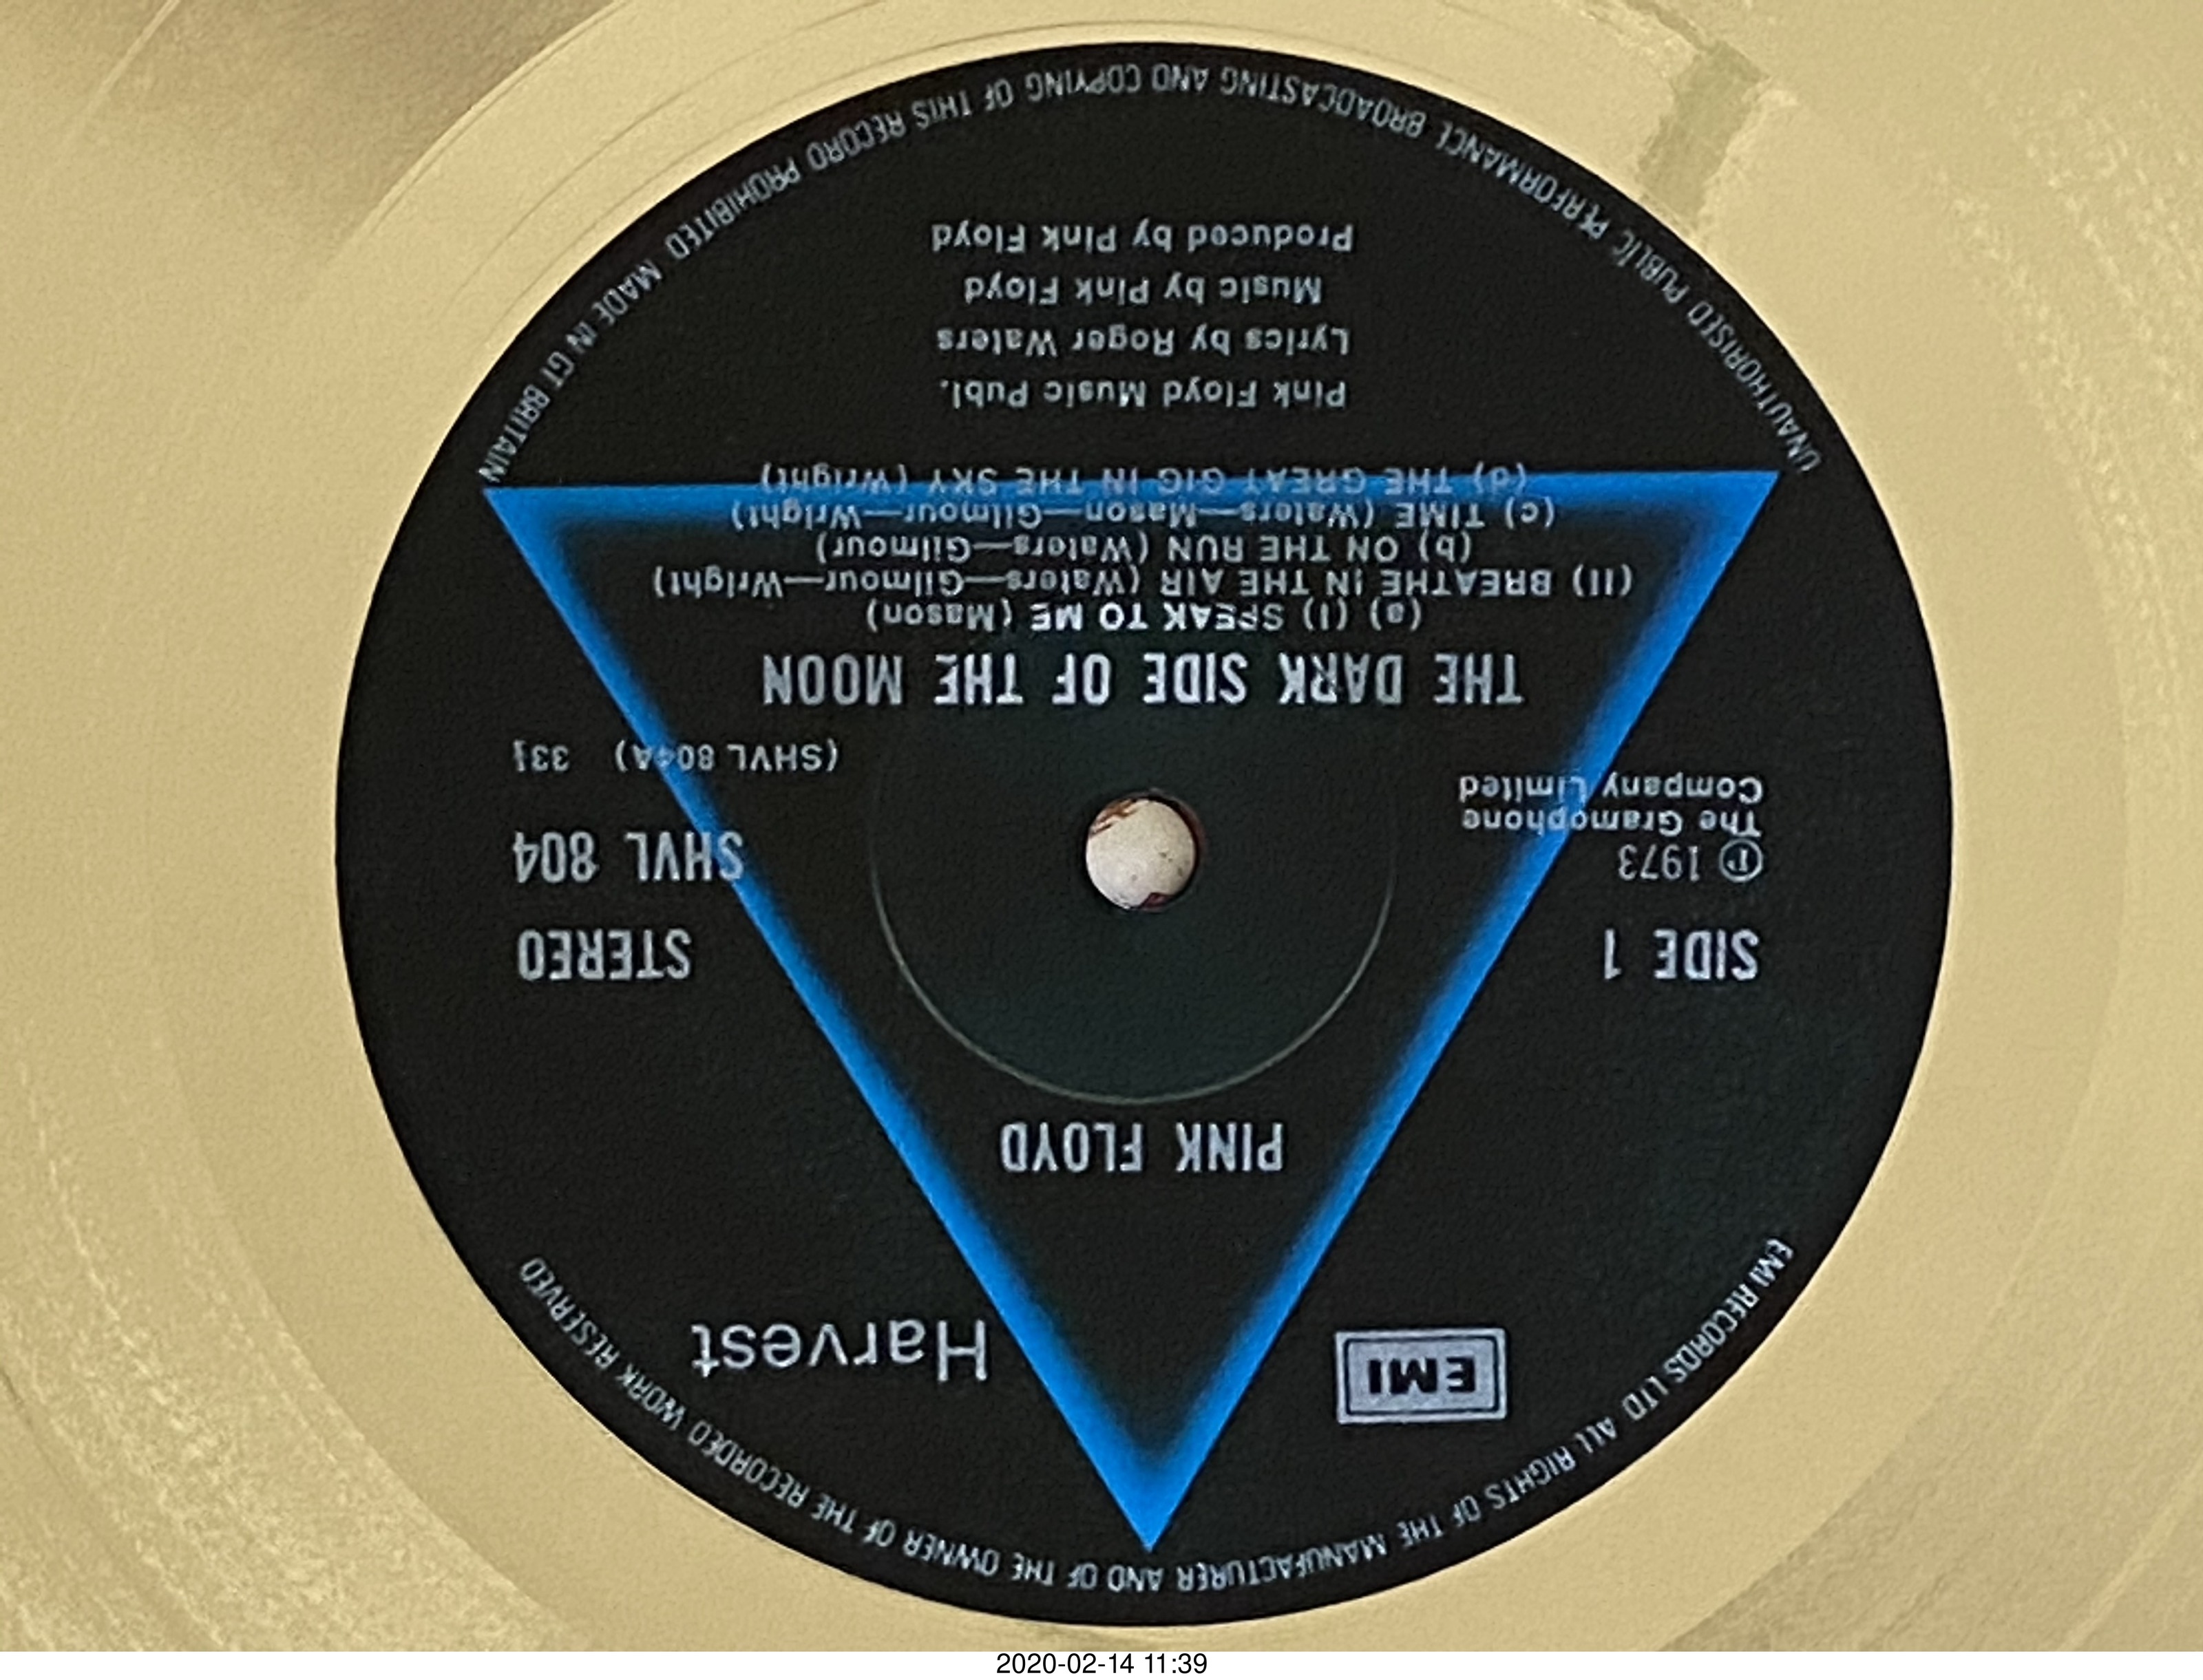 EMI RECORDS LTD ALL RIGHTS OF THE MANUFACTURER AND OF THE OWNER OF THE RECORDED WORK RESERVED
EMI
Harvest
PINK FLOYD
SIDE 1
STEREO
Ⓟ 1973
The Gramophone
Company Limited
SHVL 804
(SHVL 804A) 33⅓
THE DARK SIDE OF THE MOON
(a) (I) SPEAK TO ME (Mason)
(II) BREATHE IN THE AIR (Waters—Gilmour—Wright)
(b) ON THE RUN (Waters—Gilmour)
(c) TIME (Waters—Mason—Gilmour—Wright)
(d) THE GREAT GIG IN THE SKY (Wright)
Pink Floyd Music Publ.
Lyrics by Roger Waters
Music by Pink Floyd
Produced by Pink Floyd
UNAUTHORISED PUBLIC PERFORMANCE BROADCASTING AND COPYING OF THIS RECORD PROHIBITED MADE IN GT BRITAIN
2020-02-14 11:39